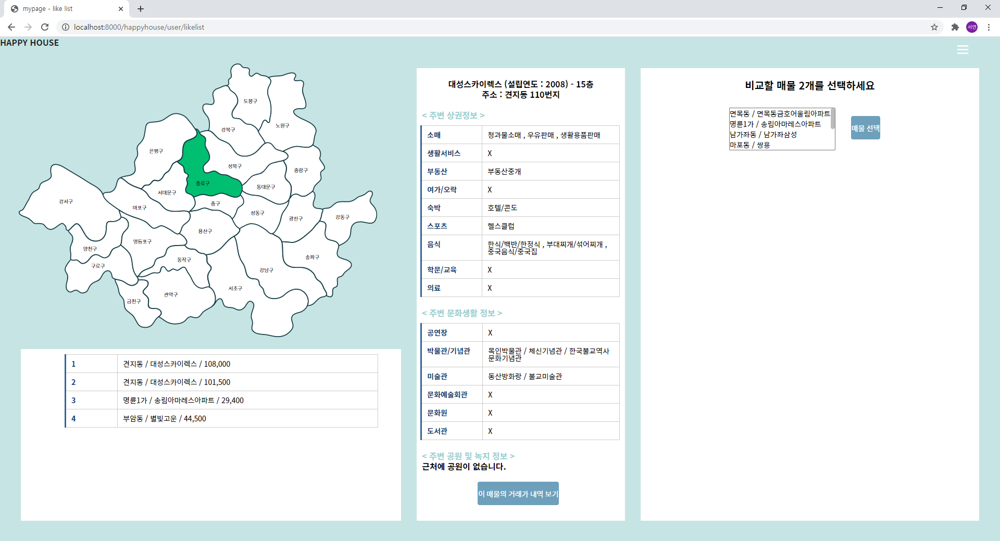 mypage - like list
localhost:8000/happyhouse/user/likelist
서연
HAPPY HOUSE
도봉구
노원구
강북구
은평구
성북구
중랑구
종로구
동대문구
서대문구
강서구
중구
마포구
성동구
강동구
광진구
용산구
영등포구
양천구
송파구
동작구
구로구
강남구
서초구
관악구
금천구
1 견지동 / 대성스카이렉스 / 108,000
2 견지동 / 대성스카이렉스 / 101,500
3 명륜1가 / 송림아마레스아파트 / 29,400
4 부암동 / 별빛고운 / 44,500
대성스카이렉스 (설립연도 : 2008) - 15층
주소 : 견지동 110번지
< 주변 상권정보 >
소매 청과물소매 , 우유판매 , 생활용품판매
생활서비스 X
부동산 부동산중개
여가/오락 X
숙박 호텔/콘도
스포츠 헬스클럽
음식 한식/백반/한정식 , 부대찌개/섞어찌개 ,
중국음식/중국집
학문/교육 X
의료 X
< 주변 문화생활 정보 >
공연장 X
박물관/기념관 목인박물관 / 체신기념관 / 한국불교역사
문화기념관
미술관 동산방화랑 / 불교미술관
문화예술회관 X
문화원 X
도서관 X
< 주변 공원 및 녹지 정보 >
근처에 공원이 없습니다.
이 매물의 거래가 내역 보기
비교할 매물 2개를 선택하세요
면목동 / 면목동금호어울림아파트
명륜1가 / 송림아마레스아파트
남가좌동 / 남가좌삼성
마포동 / 쌍용
매물 선택